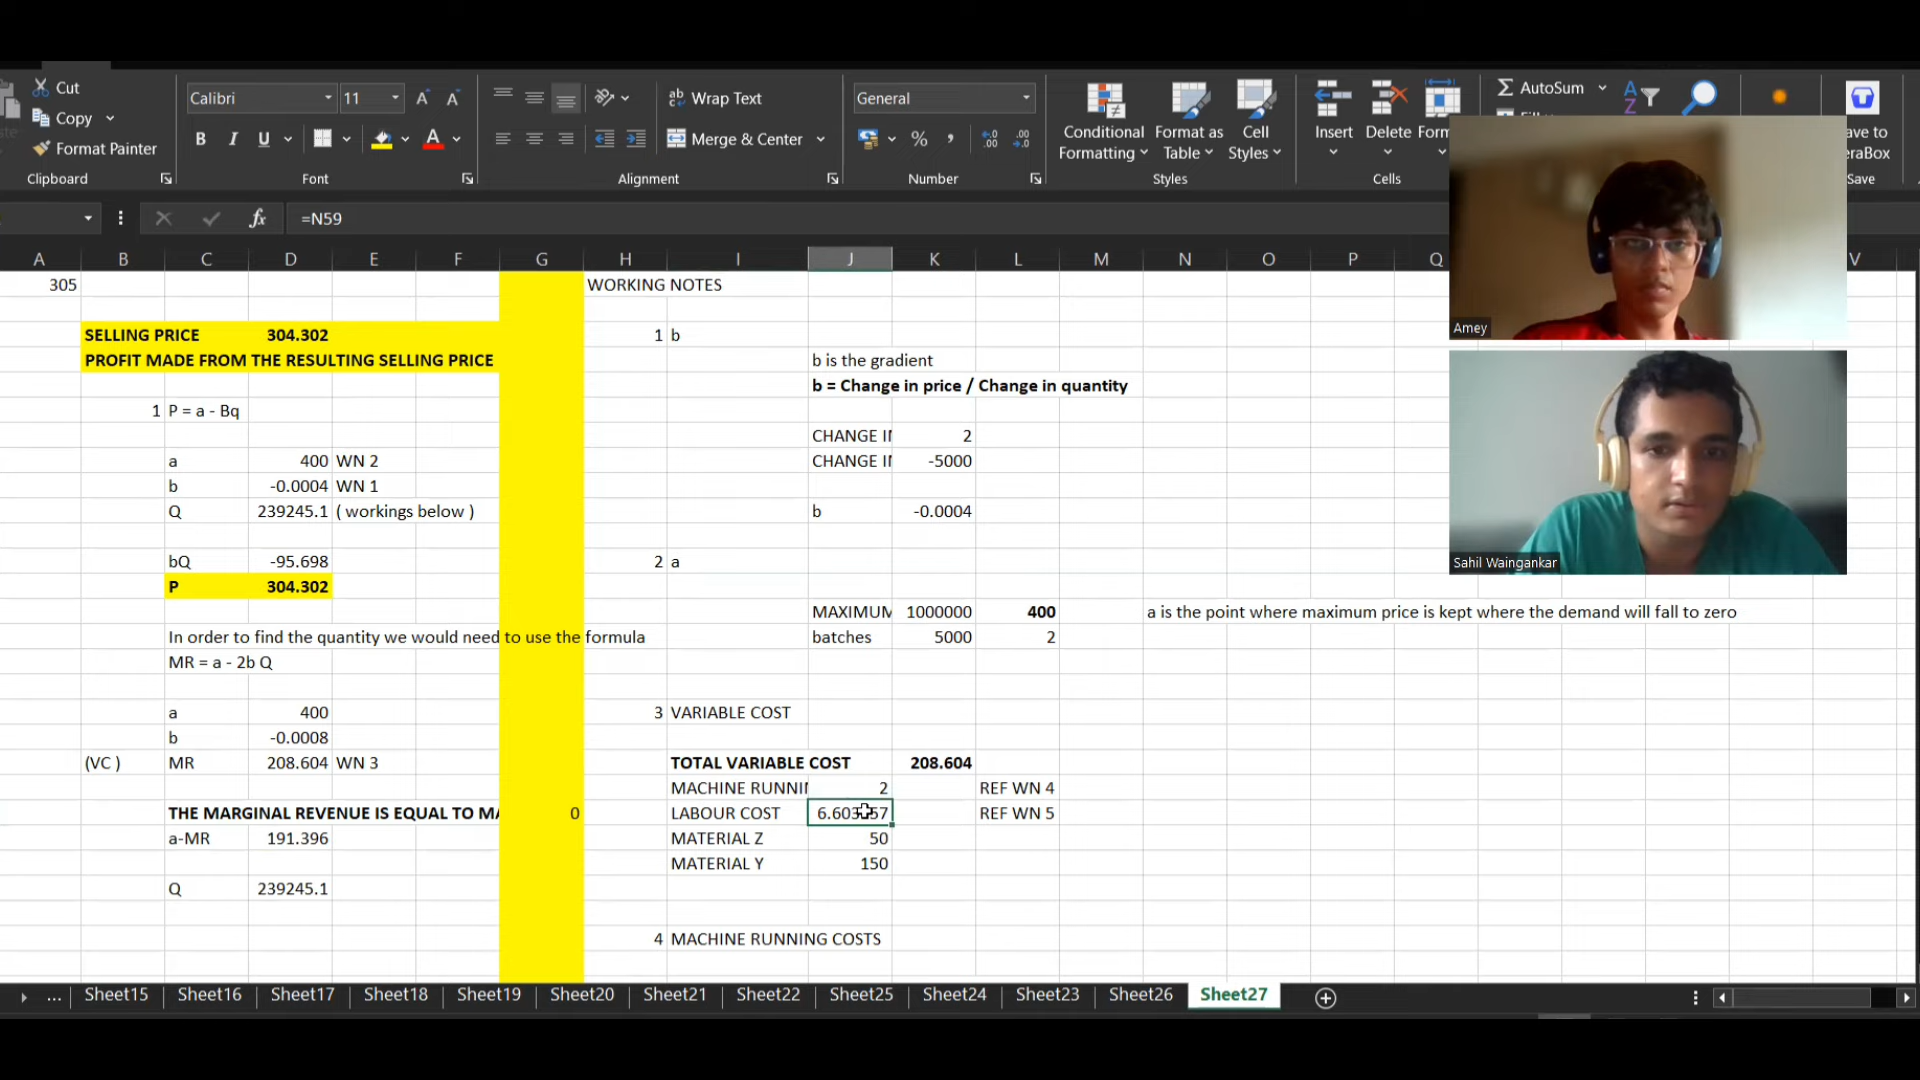 Cut
Copy
Format Painter
Clipboard
Calibri 11
B I U
Font
Wrap Text
Merge & Center
Alignment
General
%
Number
Conditional Formatting
Format as Table
Cell Styles
Styles
Insert Delete Form
Cells
AutoSum
Save
fx =N59
A B C D E F G H I J K L M N O P Q V
305 WORKING NOTES
SELLING PRICE 304.302 1 b
PROFIT MADE FROM THE RESULTING SELLING PRICE b is the gradient
b = Change in price / Change in quantity
1 P = a - Bq
CHANGE IN 2
a 400 WN 2 CHANGE IN -5000
b -0.0004 WN 1
Q 239245.1 ( workings below ) b -0.0004
bQ -95.698 2 a
P 304.302
MAXIMUM 1000000 400 a is the point where maximum price is kept where the demand will fall to zero
In order to find the quantity we would need to use the formula batches 5000 2
MR = a - 2b Q
a 400 3 VARIABLE COST
b -0.0008
(VC ) MR 208.604 WN 3 TOTAL VARIABLE COST 208.604
MACHINE RUNNI 2 REF WN 4
THE MARGINAL REVENUE IS EQUAL TO MA 0 LABOUR COST REF WN 5
a-MR 191.396 MATERIAL Z 50
MATERIAL Y 150
Q 239245.1
4 MACHINE RUNNING COSTS
... Sheet15 Sheet16 Sheet17 Sheet18 Sheet19 Sheet20 Sheet21 Sheet22 Sheet25 Sheet24 Sheet23 Sheet26 Sheet27
Amey
Sahil Waingankar